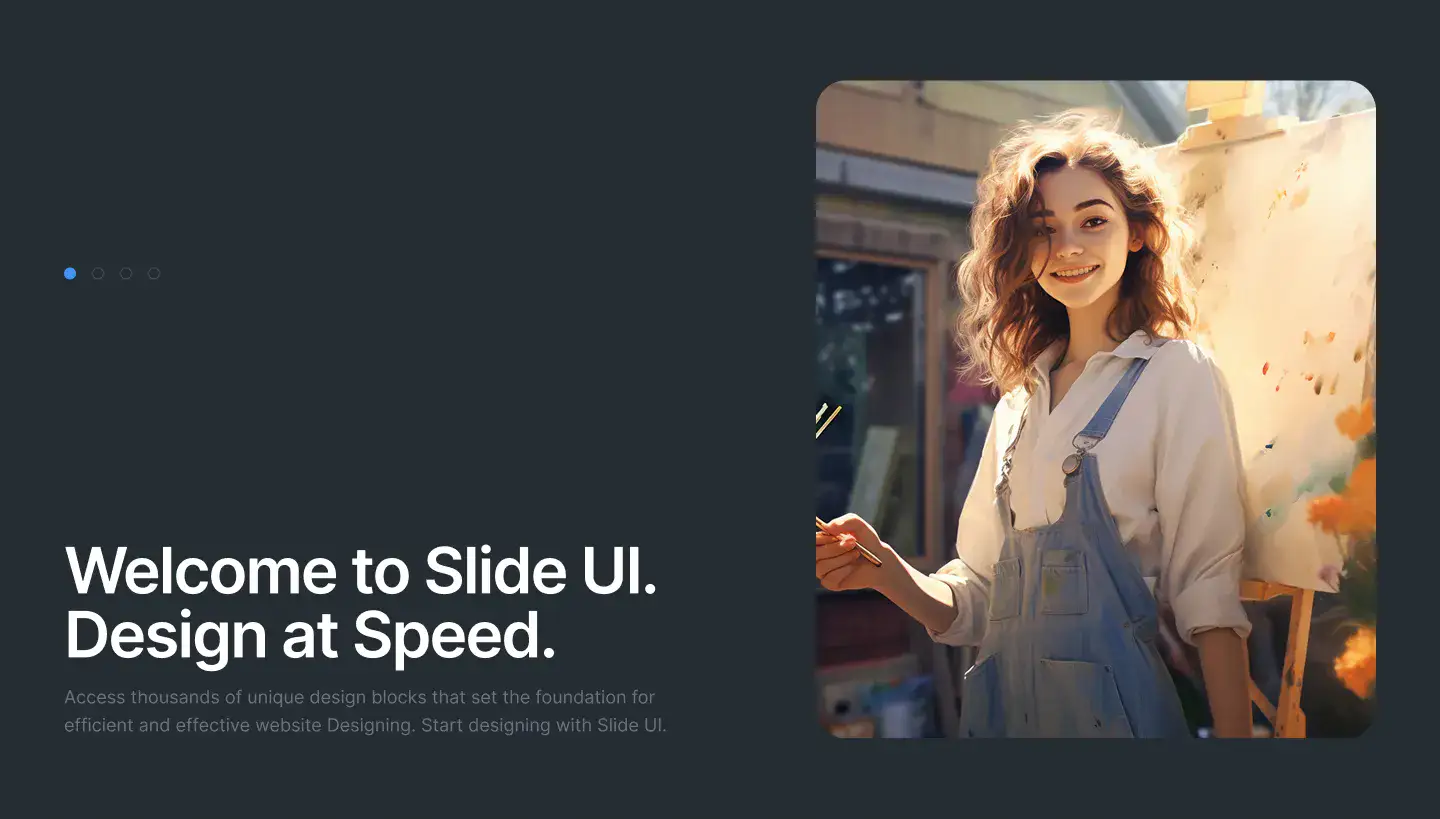 Welcome to Slide UI.
Design at Speed.
Access thousands of unique design blocks that set the foundation for
efficient and effective website Designing. Start designing with Slide UI.